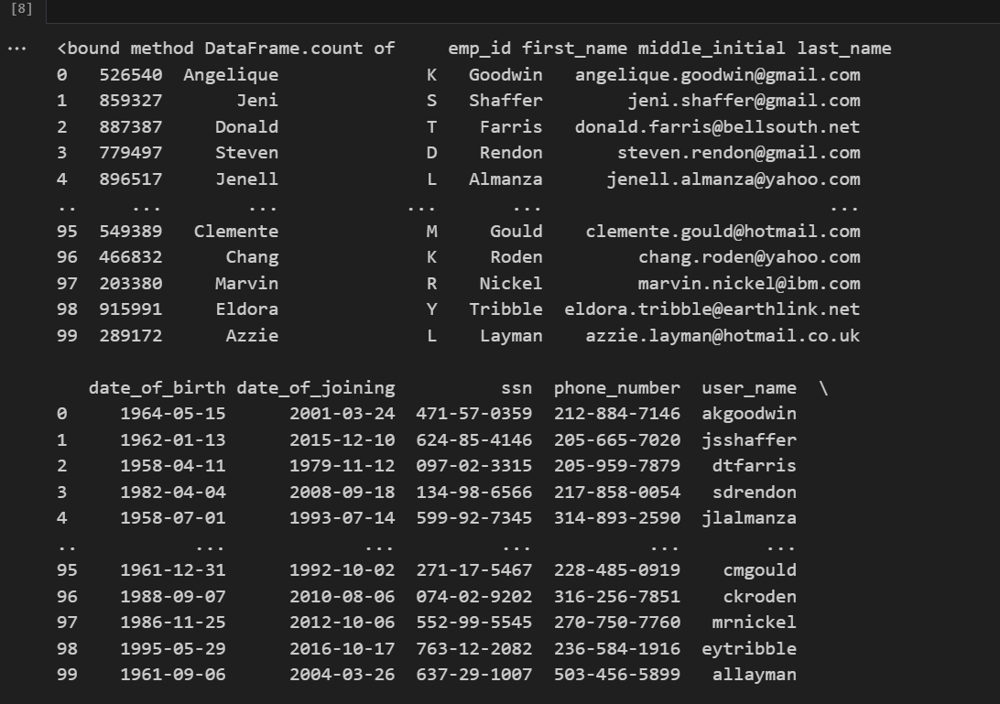 [8]
... <bound method DataFrame.count of     emp_id first_name middle_initial last_name
0   526540  Angelique              K   Goodwin   angelique.goodwin@gmail.com
1   859327       Jeni              S   Shaffer        jeni.shaffer@gmail.com
2   887387     Donald              T    Farris   donald.farris@bellsouth.net
3   779497     Steven              D    Rendon       steven.rendon@gmail.com
4   896517     Jenell              L   Almanza      jenell.almanza@yahoo.com
..     ...        ...            ...       ...                           ...
95  549389   Clemente              M     Gould    clemente.gould@hotmail.com
96  466832      Chang              K     Roden         chang.roden@yahoo.com
97  203380     Marvin              R    Nickel         marvin.nickel@ibm.com
98  915991     Eldora              Y   Tribble  eldora.tribble@earthlink.net
99  289172      Azzie              L    Layman    azzie.layman@hotmail.co.uk
   date_of_birth date_of_joining          ssn  phone_number  user_name  \
0     1964-05-15      2001-03-24  471-57-0359  212-884-7146  akgoodwin
1     1962-01-13      2015-12-10  624-85-4146  205-665-7020  jsshaffer
2     1958-04-11      1979-11-12  097-02-3315  205-959-7879   dtfarris
3     1982-04-04      2008-09-18  134-98-6566  217-858-0054   sdrendon
4     1958-07-01      1993-07-14  599-92-7345  314-893-2590  jlalmanza
..           ...             ...          ...           ...        ...
95    1961-12-31      1992-10-02  271-17-5467  228-485-0919    cmgould
96    1988-09-07      2010-08-06  074-02-9202  316-256-7851    ckroden
97    1986-11-25      2012-10-06  552-99-5545  270-750-7760   mrnickel
98    1995-05-29      2016-10-17  763-12-2082  236-584-1916  eytribble
99    1961-09-06      2004-03-26  637-29-1007  503-456-5899   allayman